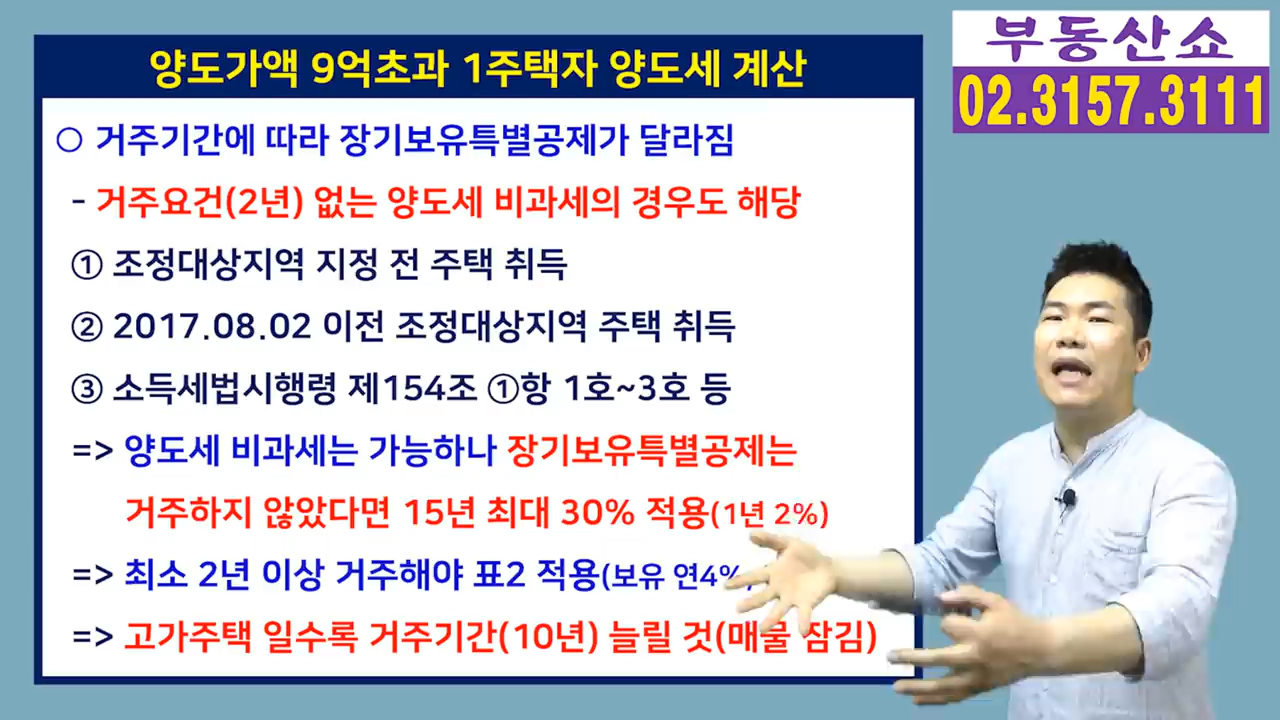 부동산쇼
02.3157.3111
양도가액 9억초과 1주택자 양도세 계산
○ 거주기간에 따라 장기보유특별공제가 달라짐
- 거주요건(2년) 없는 양도세 비과세의 경우도 해당
① 조정대상지역 지정 전 주택 취득
② 2017.08.02 이전 조정대상지역 주택 취득
③ 소득세법시행령 제154조 ①항 1호~3호 등
=> 양도세 비과세는 가능하나 장기보유특별공제는
거주하지 않았다면 15년 최대 30% 적용(1년 2%)
=> 최소 2년 이상 거주해야 표2 적용(보유 연4%
=> 고가주택 일수록 거주기간(10년) 늘릴 것(매물 잠김)